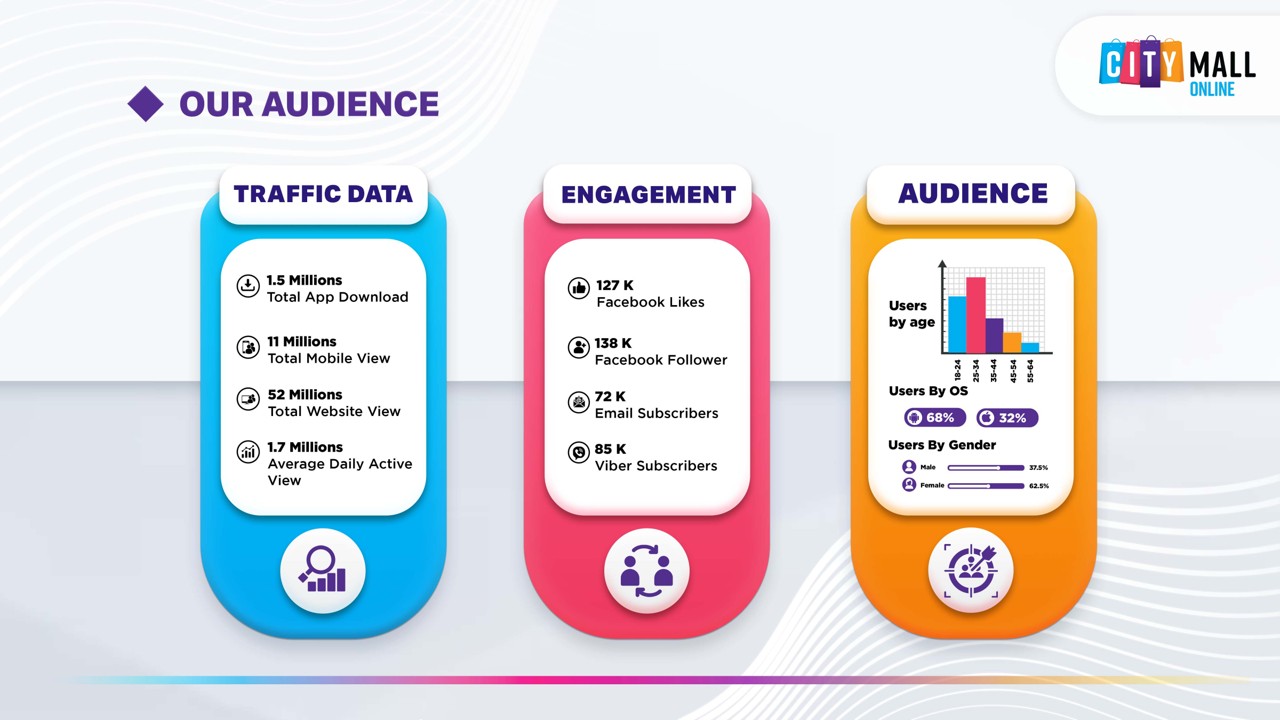 CITY MALL
ONLINE
OUR AUDIENCE
TRAFFIC DATA
1.5 Millions
Total App Download
11 Millions
Total Mobile View
52 Millions
Total Website View
1.7 Millions
Average Daily Active
View
ENGAGEMENT
127 K
Facebook Likes
138 K
Facebook Follower
72 K
Email Subscribers
85 K
Viber Subscribers
AUDIENCE
Users
by age
18-24
25-34
35-44
45-54
55-64
Users By OS
68%
32%
Users By Gender
Male 37.5%
Female 62.5%